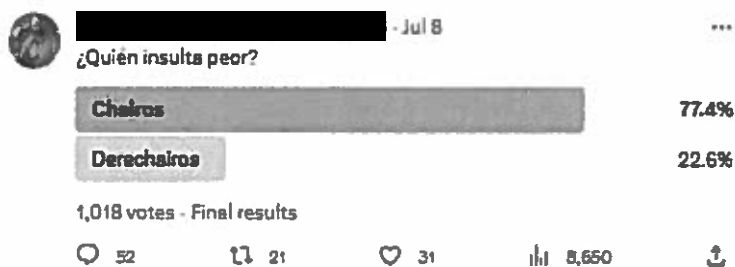 · Jul 8 ...
¿Quién insulta peor?
Chairos 77.4%
Derechairos 22.6%
1,018 votes · Final results
52 21 31 8,650